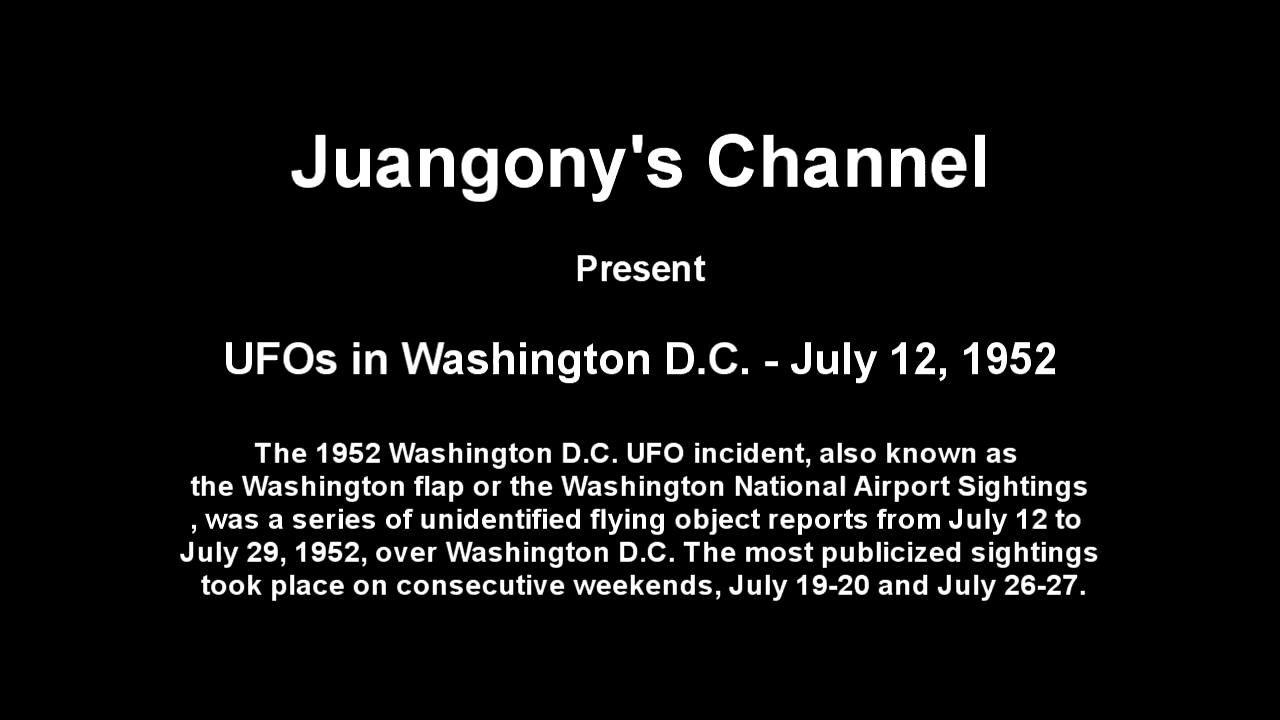 Juangony's Channel
Present
UFOs in Washington D.C. - July 12, 1952
The 1952 Washington D.C. UFO incident, also known as
the Washington flap or the Washington National Airport Sightings
, was a series of unidentified flying object reports from July 12 to
July 29, 1952, over Washington D.C. The most publicized sightings
took place on consecutive weekends, July 19-20 and July 26-27.